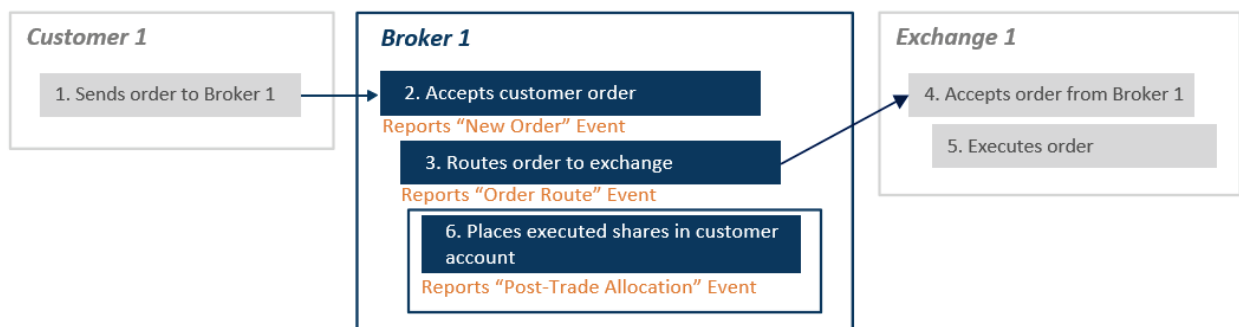 Customer 1
1. Sends order to Broker 1
Broker 1
2. Accepts customer order
Reports “New Order” Event
3. Routes order to exchange
Reports “Order Route” Event
6. Places executed shares in customer
account
Reports “Post-Trade Allocation” Event
Exchange 1
4. Accepts order from Broker 1
5. Executes order